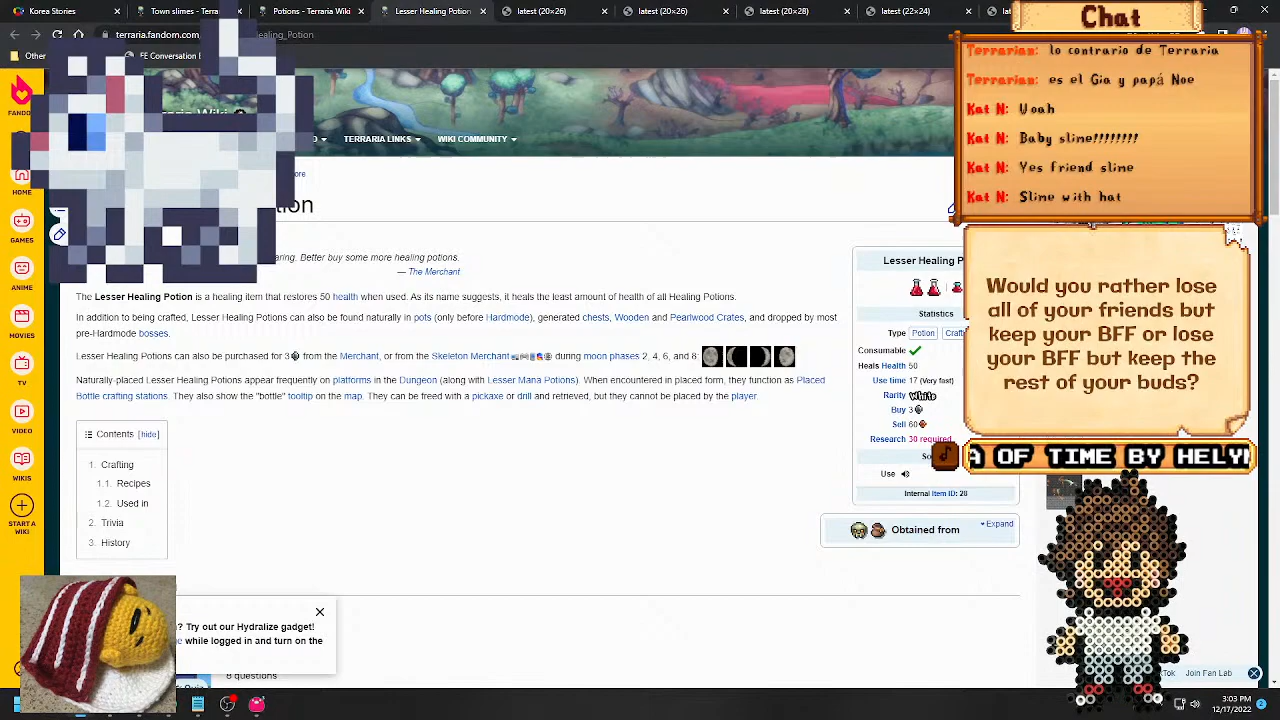 Lesser Healing Potion
latest (20×26)
latest (20×26)
latest (20×26)
latest (22×24)
TERRARIA LINKS
WIKI COMMUNITY
Chat
Terrarian: lo contrario de Terraria
Terrarian: es el Gia y papá Noe
Kat N: Woah
Kat N: Baby slime!!!!!!!!
Kat N: Yes friend slime
Kat N: Slime with hat
HOME
GAMES
ANIME
MOVIES
TV
VIDEO
WIKIS
START A
WIKI
Better buy some more healing potions.
— The Merchant
The Lesser Healing Potion is a healing item that restores 50 health when used. As its name suggests, it heals the least amount of health of all Healing Potions.
In addition to being crafted, Lesser Healing Potions can also be found naturally in pots (only before Hardmode), generated chests, Wooden and Pearlwood Crates, and dropped by most
pre-Hardmode bosses.
Lesser Healing Potions can also be purchased for 3 from the Merchant, or from the Skeleton Merchant during moon phases 2, 4, 6, and 8:
Naturally-placed Lesser Healing Potions appear frequently on platforms in the Dungeon (along with Lesser Mana Potions). When encountered in placed form, they function as Placed
Bottle crafting stations. They also show the "bottle" tooltip on the map. They can be freed with a pickaxe or drill and retrieved, but they cannot be placed by the player.
Contents [hide]
1. Crafting
1.1. Recipes
1.2. Used in
2. Trivia
3. History
Lesser Healing P
Statistics
Type Potion Craft
Consumable
Heals Health 50
Use time 17 (Very fast)
Rarity White
Buy 3
Sell 60
Research 30 required
So
Use
Internal Item ID: 28
Obtained from
Expand
Would you rather lose
all of your friends but
keep your BFF or lose
your BFF but keep the
rest of your buds?
A OF TIME BY HELYN
? Try out our Hydralize gadget!
e while logged in and turn on the
8 questions
Tok
Join Fan Lab
3:03 PM
12/17/2022
2